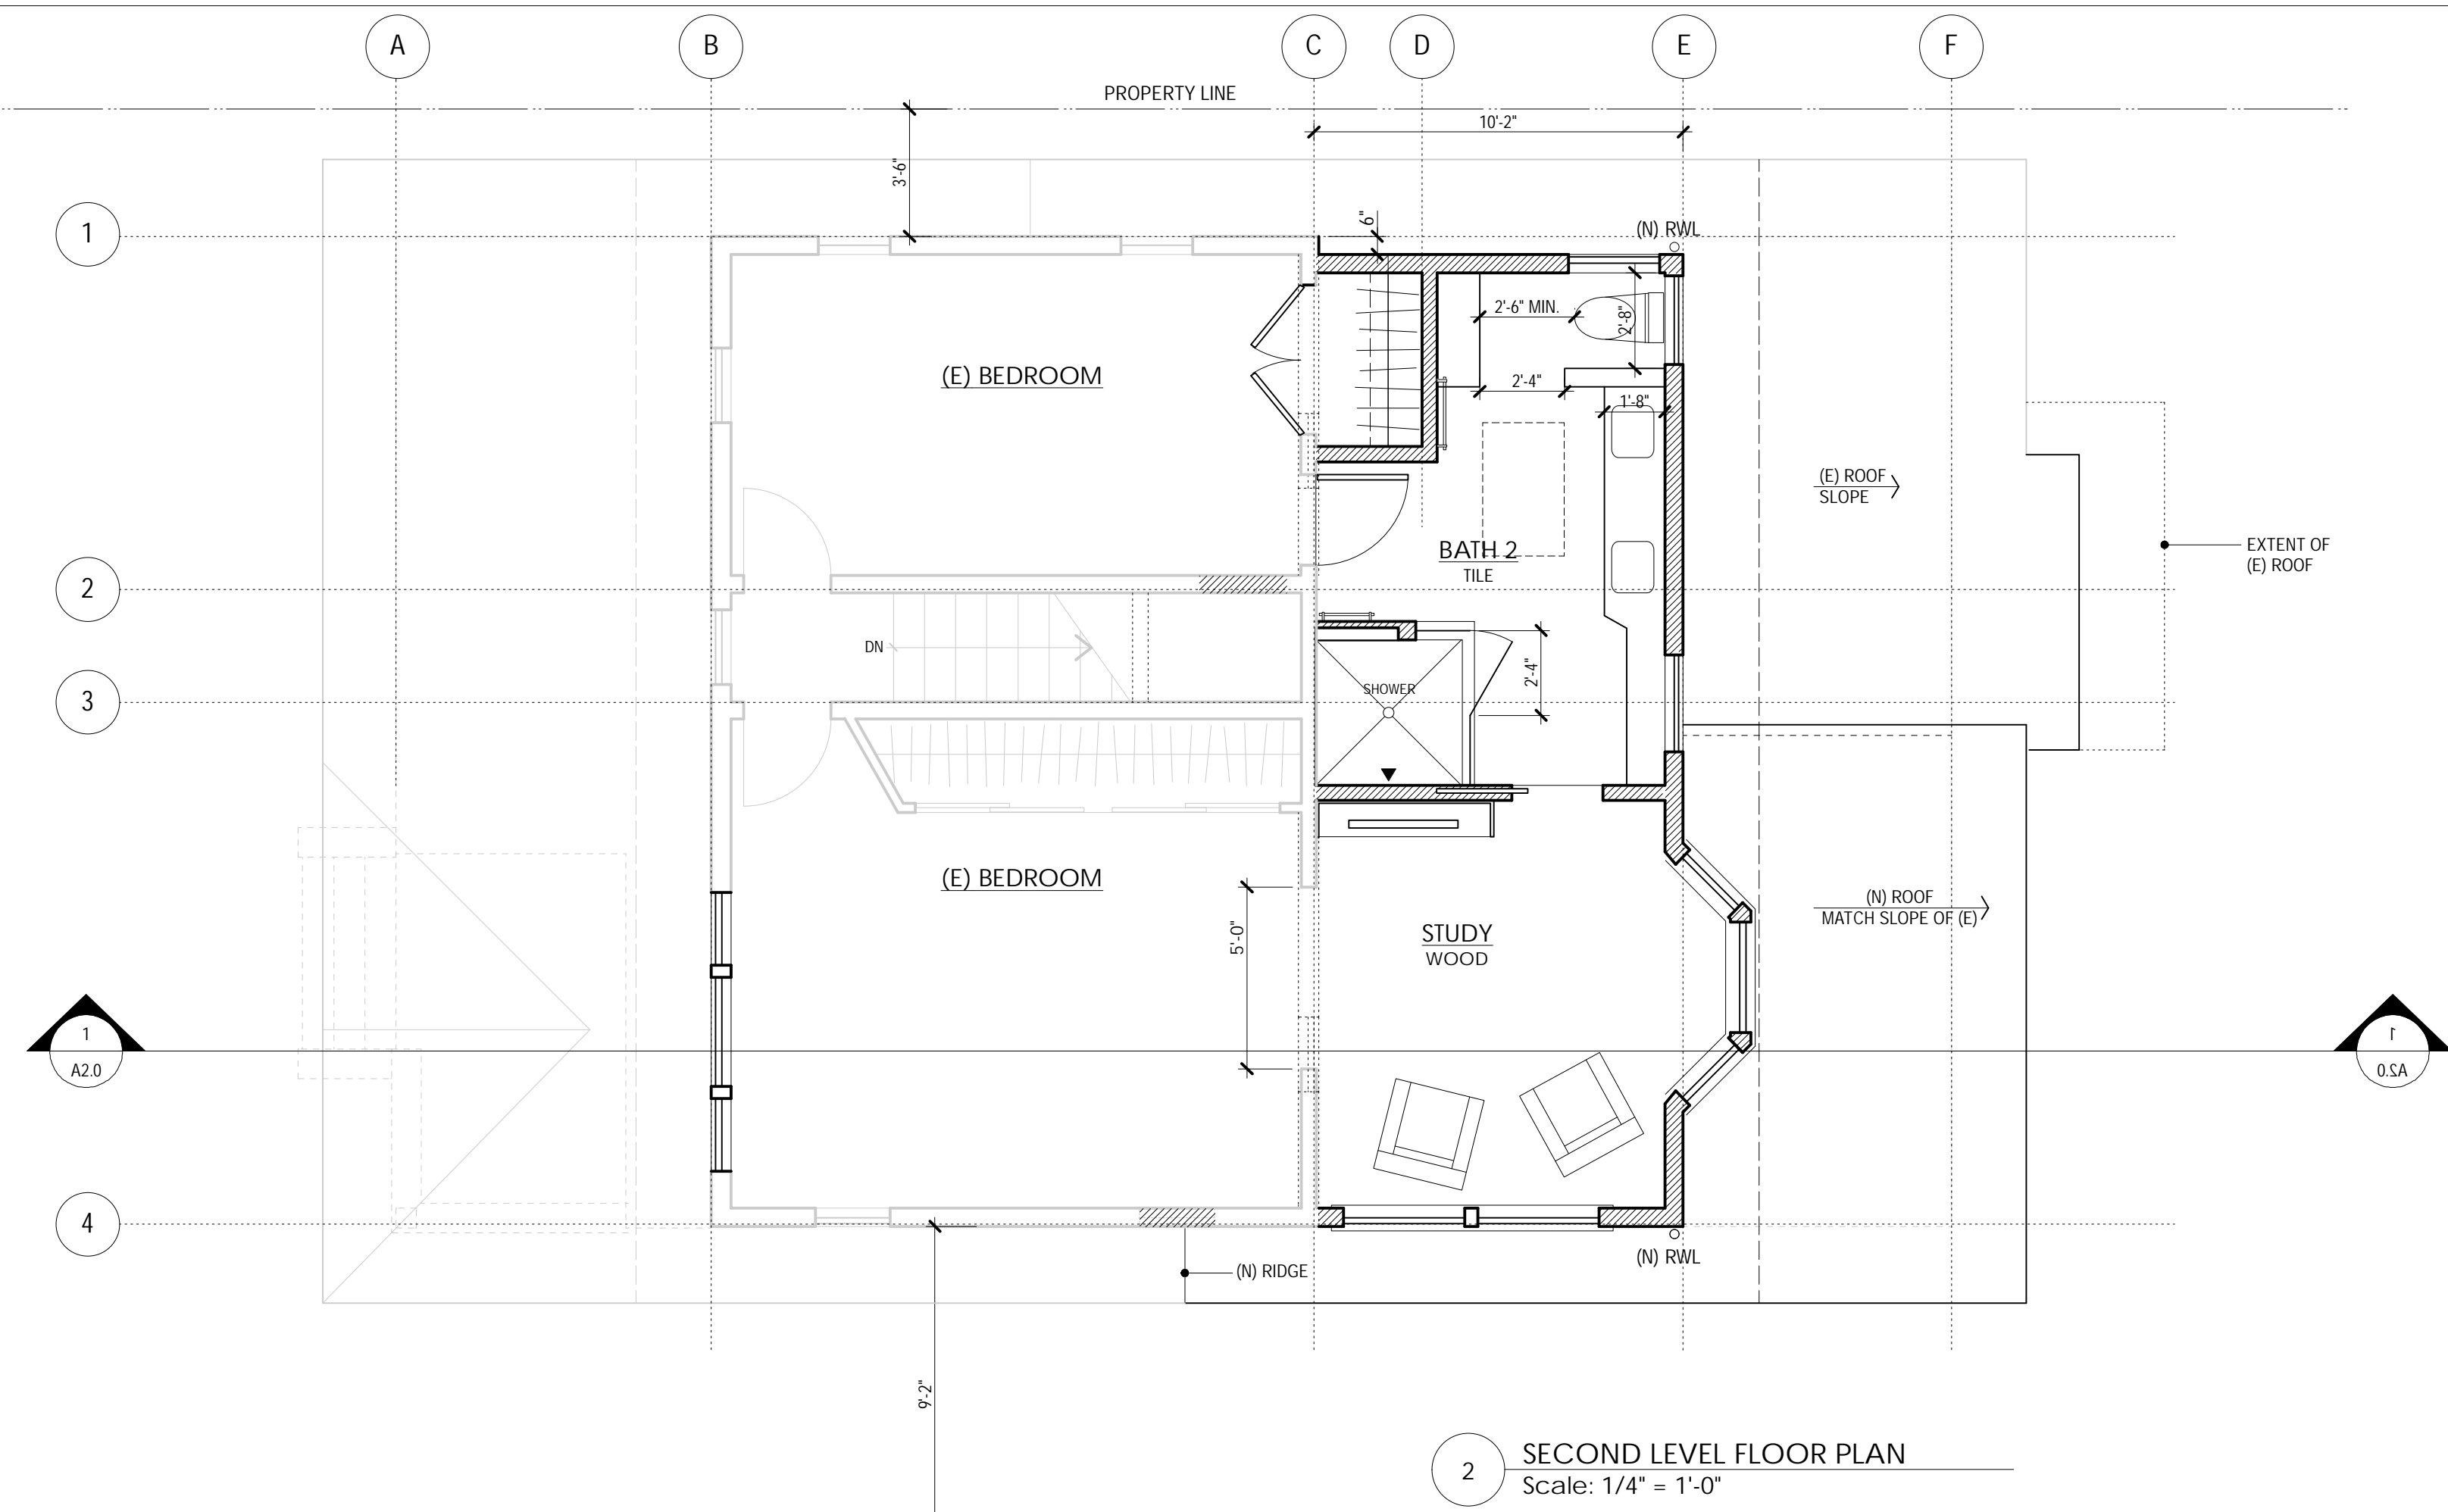 A
B
C
D
E
F
PROPERTY LINE
10'-2"
3'-6"
6"
1
(N) RWL
2'-6" MIN.
2'-8"
(E) BEDROOM
2'-4"
1'-8"
(E) ROOF
SLOPE
EXTENT OF
(E) ROOF
BATH 2
TILE
2
DN
2'-4"
SHOWER
3
(E) BEDROOM
(N) ROOF
MATCH SLOPE OF (E)
5'-0"
STUDY
WOOD
1
A2.0
1
A2.0
4
(N) RWL
(N) RIDGE
9'-2"
2
SECOND LEVEL FLOOR PLAN
Scale: 1/4" = 1'-0"